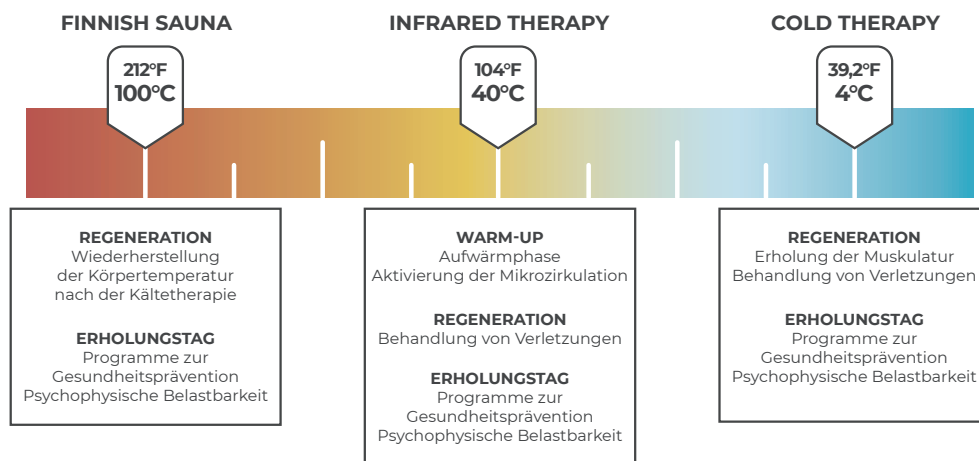 FINNISH SAUNA
212°F
100°C
REGENERATION
Wiederherstellung
der Körpertemperatur
nach der Kältetherapie
ERHOLUNGSTAG
Programme zur
Gesundheitsprävention
Psychophysische Belastbarkeit
INFRARED THERAPY
104°F
40°C
WARM-UP
Aufwärmphase
Aktivierung der Mikrozirkulation
REGENERATION
Behandlung von Verletzungen
ERHOLUNGSTAG
Programme zur
Gesundheitsprävention
Psychophysische Belastbarkeit
COLD THERAPY
39,2°F
4°C
REGENERATION
Erholung der Muskulatur
Behandlung von Verletzungen
ERHOLUNGSTAG
Programme zur
Gesundheitsprävention
Psychophysische Belastbarkeit